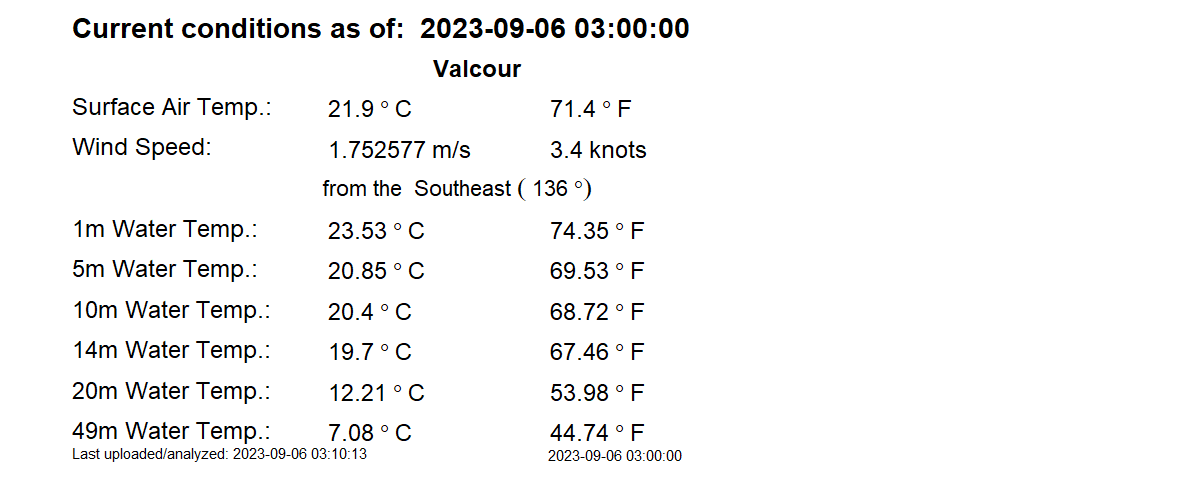 Current conditions as of:  2023-09-06 03:00:00
Valcour
Surface Air Temp.: 21.9 ° C 71.4 ° F
Wind Speed: 1.752577 m/s 3.4 knots
from the  Southeast ( 136 °)
1m Water Temp.: 23.53 ° C 74.35 ° F
5m Water Temp.: 20.85 ° C 69.53 ° F
10m Water Temp.: 20.4 ° C 68.72 ° F
14m Water Temp.: 19.7 ° C 67.46 ° F
20m Water Temp.: 12.21 ° C 53.98 ° F
49m Water Temp.: 7.08 ° C 44.74 ° F
Last uploaded/analyzed: 2023-09-06 03:10:13 2023-09-06 03:00:00